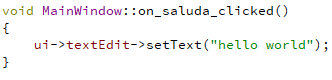 void MainWindow::on_saluda_clicked()
{
    ui->textEdit->setText("hello world");
}